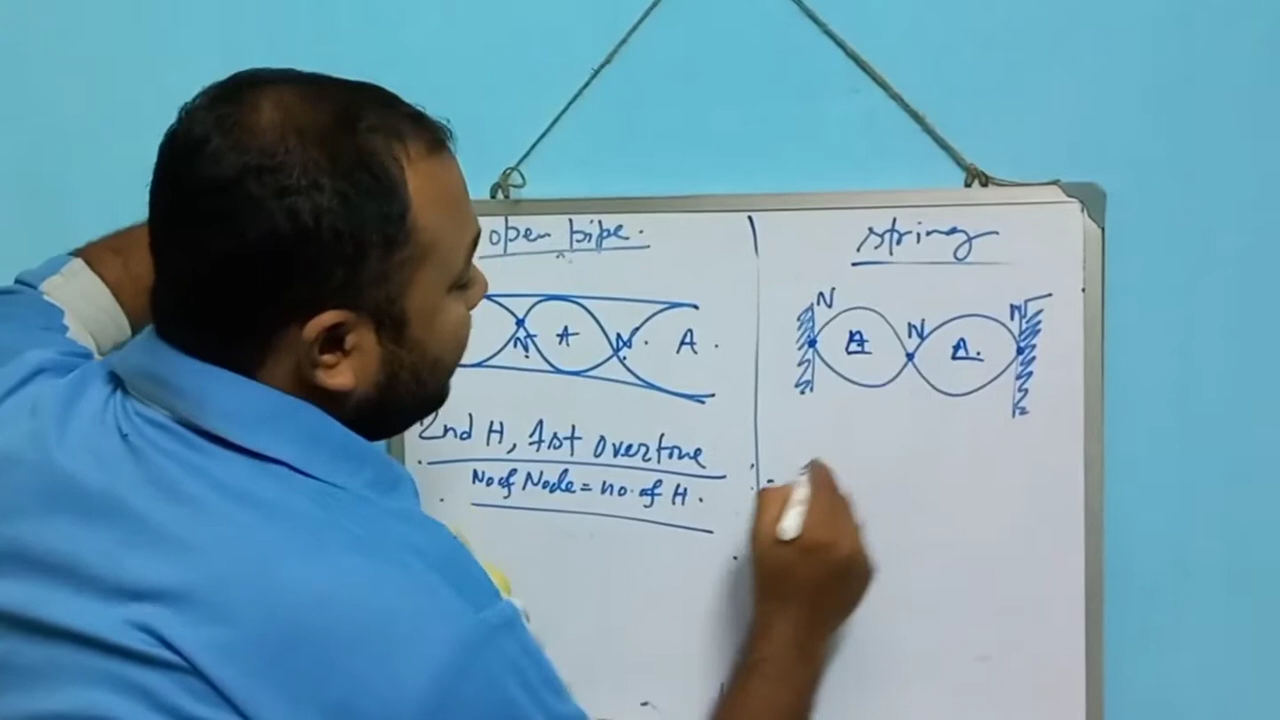 open pipe.
N A N. A.
2nd H, 1st overtone
No of Node = no. of H.
string
N A N A. N